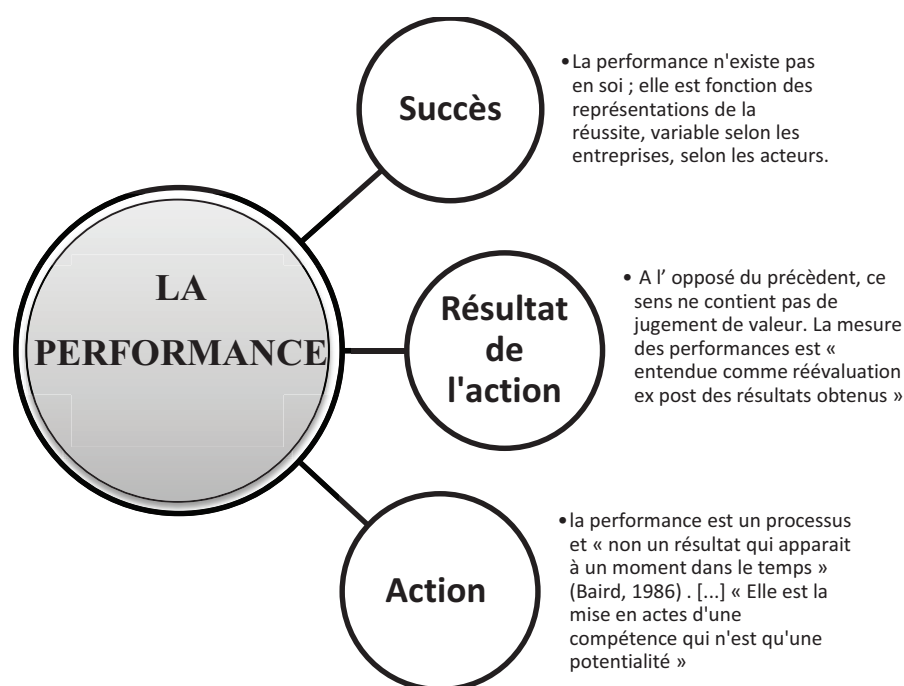 LA
PERFORMANCE
Succès
•La performance n'existe pas
en soi ; elle est fonction des
représentations de la
réussite, variable selon les
entreprises, selon les acteurs.
Résultat
de
l'action
• A l’ opposé du précèdent, ce
sens ne contient pas de
jugement de valeur. La mesure
des performances est «
entendue comme réévaluation
ex post des résultats obtenus »
Action
•la performance est un processus
et « non un résultat qui apparait
à un moment dans le temps »
(Baird, 1986) . [...] « Elle est la
mise en actes d'une
compétence qui n'est qu'une
potentialité »